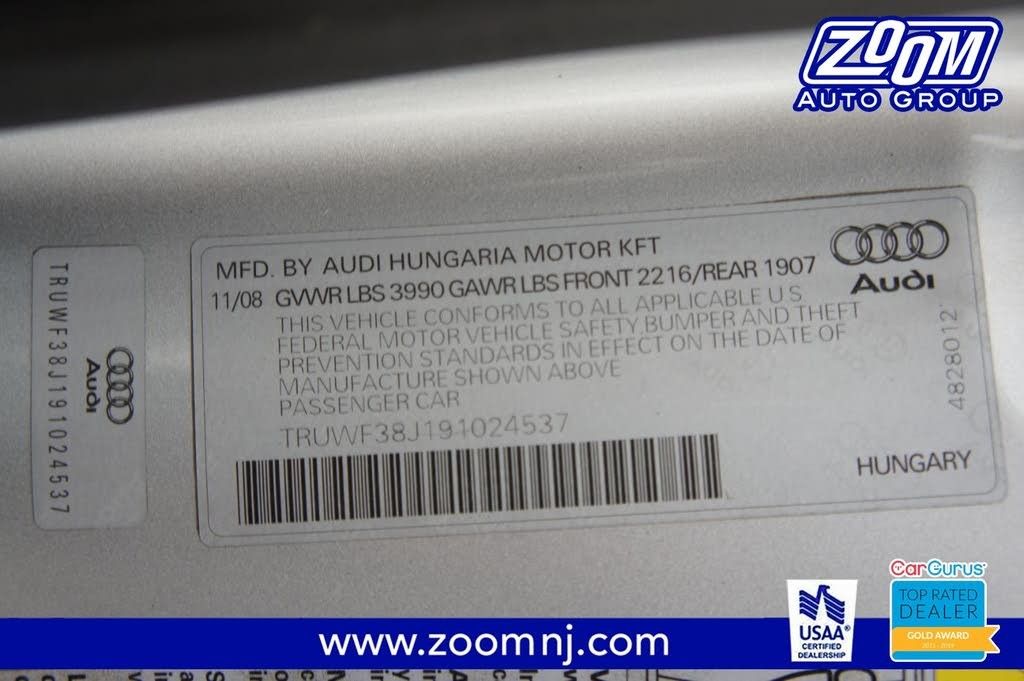 ZOOM
AUTO GROUP
MFD. BY AUDI HUNGARIA MOTOR KFT
11/08 GVWR LBS 3990 GAWR LBS FRONT 2216/REAR 1907
THIS VEHICLE CONFORMS TO ALL APPLICABLE U.S
FEDERAL MOTOR VEHICLE SAFETY, BUMPER AND THEFT
PREVENTION STANDARDS IN EFFECT ON THE DATE OF
MANUFACTURE SHOWN ABOVE
PASSENGER CAR
TRUWF38J191024537
Audi
4828012
HUNGARY
TRUWF38J191024537
Audi
CarGurus
TOP RATED
DEALER
GOLD AWARD
USAA®
CERTIFIED
DEALERSHIP
www.zoomnj.com